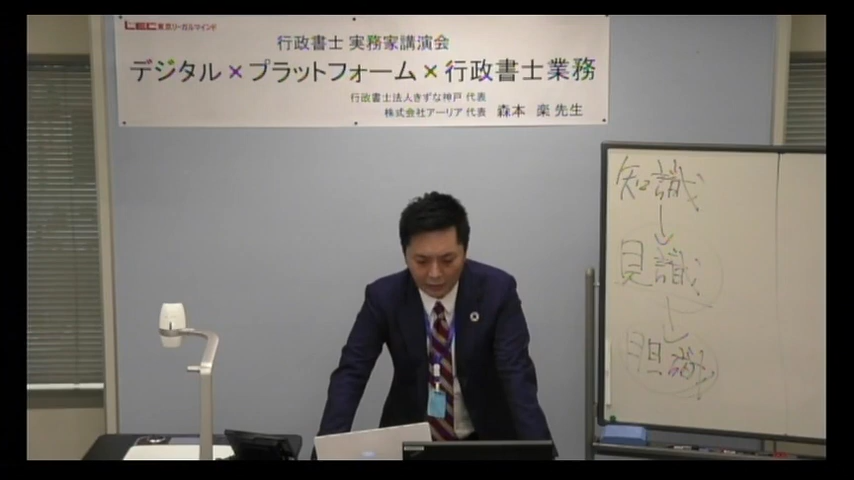 LEC東京リーガルマインド
行政書士 実務家講演会
デジタル×プラットフォーム×行政書士業務
行政書士法人きずな神戸 代表
株式会社アーリア 代表 森本 楽 先生
知識
↓
見識
↓
胆識